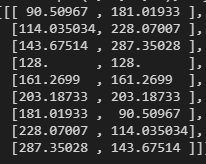 [[[ 90.50967 , 181.01933 ],
[114.035034, 228.07007 ],
[143.67514 , 287.35028 ],
[128.      , 128.      ],
[161.2699  , 161.2699  ],
[203.18733 , 203.18733 ],
[181.01933 ,  90.50967 ],
[228.07007 , 114.035034],
[287.35028 , 143.67514 ]]]